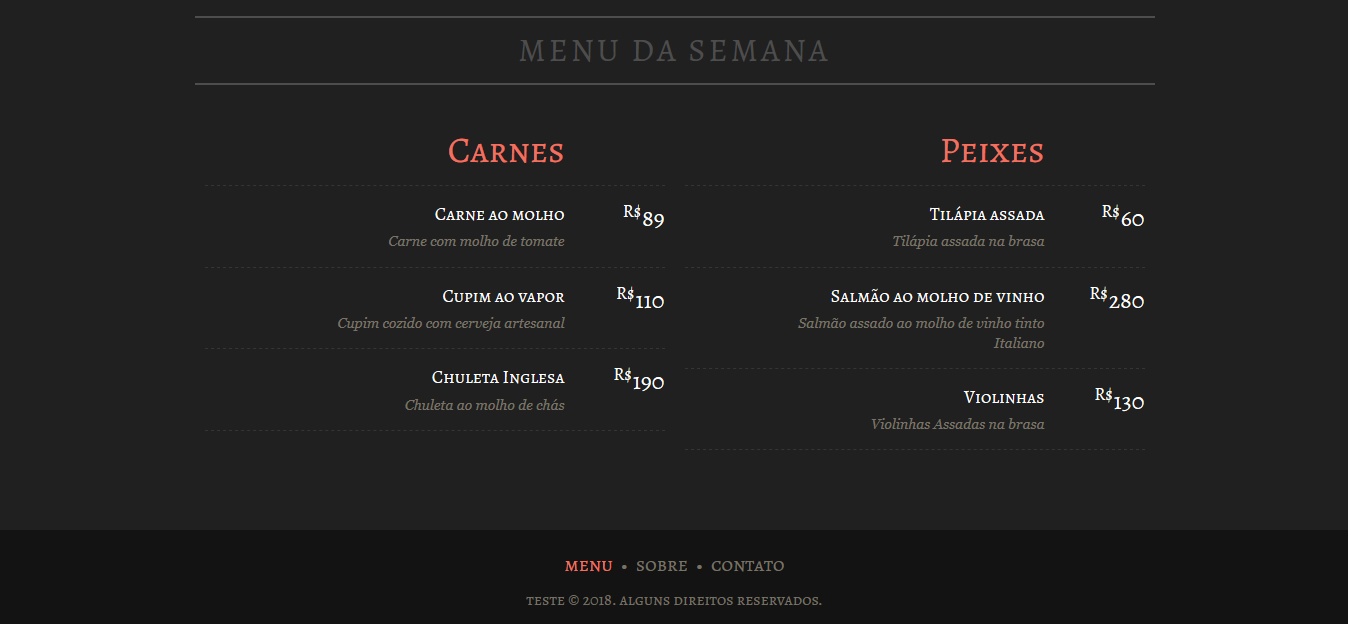 MENU DA SEMANA
Carnes
Carne ao molho R$89
Carne com molho de tomate
Cupim ao vapor R$110
Cupim cozido com cerveja artesanal
Chuleta Inglesa R$190
Chuleta ao molho de chás
Peixes
Tilápia assada R$60
Tilápia assada na brasa
Salmão ao molho de vinho R$280
Salmão assado ao molho de vinho tinto
Italiano
Violinhas R$130
Violinhas Assadas na brasa
MENU • SOBRE • CONTATO
TESTE © 2018. ALGUNS DIREITOS RESERVADOS.